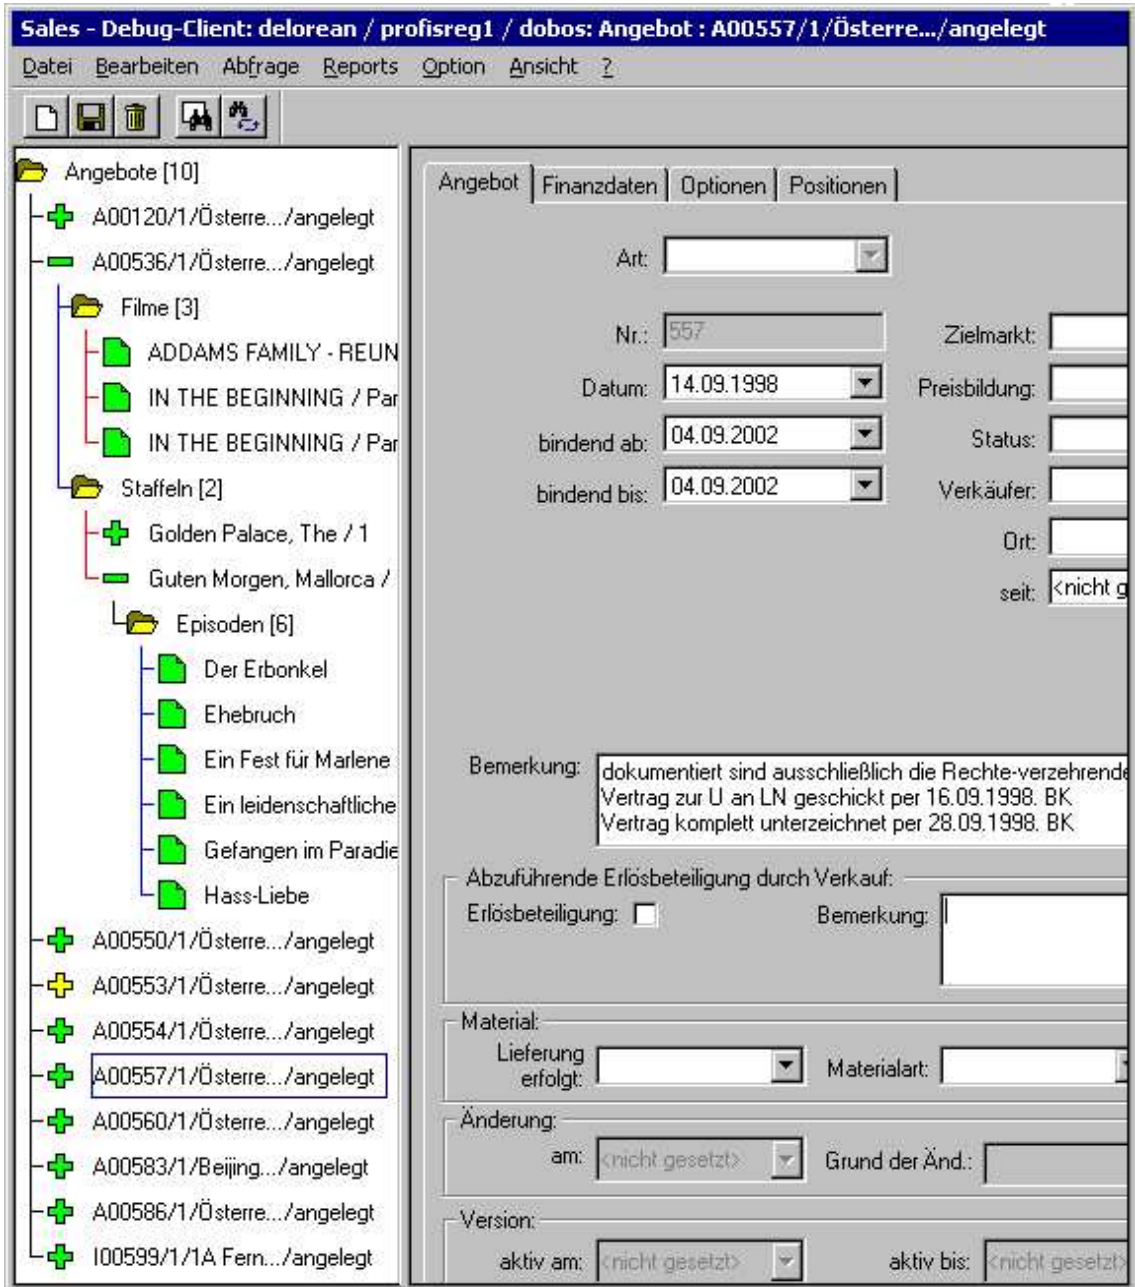 Sales - Debug-Client: delorean / profisreg1 / dobos: Angebot : A00557/1/Österre.../angelegt
Datei Bearbeiten Abfrage Reports Option Ansicht ?
Angebote [10]
A00120/1/Österre.../angelegt
A00536/1/Österre.../angelegt
Filme [3]
ADDAMS FAMILY - REUN
IN THE BEGINNING / Par
IN THE BEGINNING / Par
Staffeln [2]
Golden Palace, The / 1
Guten Morgen, Mallorca /
Episoden [6]
Der Erbonkel
Ehebruch
Ein Fest für Marlene
Ein leidenschaftliche
Gefangen im Paradie
Hass-Liebe
A00550/1/Österre.../angelegt
A00553/1/Österre.../angelegt
A00554/1/Österre.../angelegt
A00557/1/Österre.../angelegt
A00560/1/Österre.../angelegt
A00583/1/Beijing.../angelegt
A00586/1/Österre.../angelegt
I00599/1/1A Fern.../angelegt
Angebot Finanzdaten Optionen Positionen
Art:
Nr.: 557 Zielmarkt:
Datum: 14.09.1998 Preisbildung:
bindend ab: 04.09.2002 Status:
bindend bis: 04.09.2002 Verkäufer:
Ort:
seit: <nicht g
Bemerkung: dokumentiert sind ausschließlich die Rechte-verzehrende
Vertrag zur U an LN geschickt per 16.09.1998. BK
Vertrag komplett unterzeichnet per 28.09.1998. BK
Abzuführende Erlösbeteiligung durch Verkauf:
Erlösbeteiligung: Bemerkung:
Material:
Lieferung
erfolgt: Materialart:
Änderung:
am: <nicht gesetzt> Grund der Änd.:
Version:
aktiv am: <nicht gesetzt> aktiv bis: <nicht gesetzt>